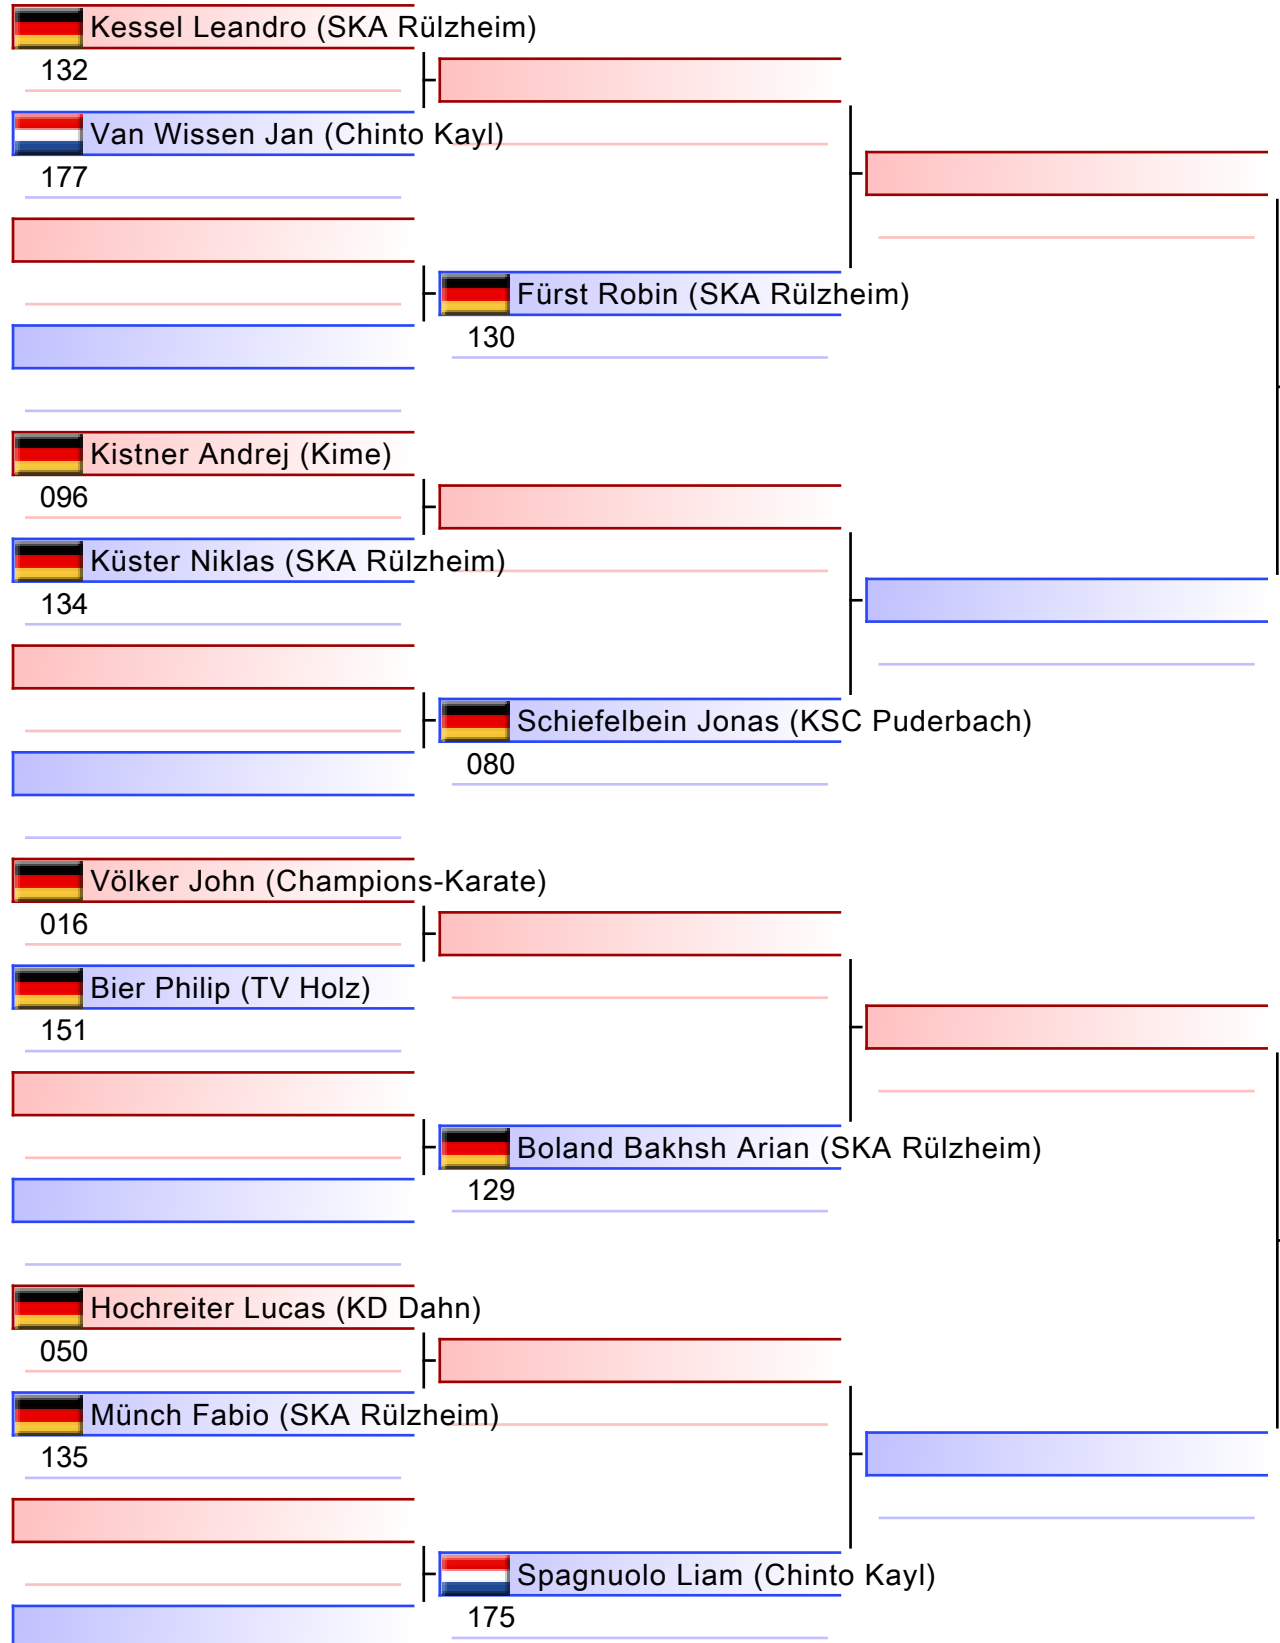 Kessel Leandro (SKA Rülzheim)
132
Van Wissen Jan (Chinto Kayl)
177
Fürst Robin (SKA Rülzheim)
130
Kistner Andrej (Kime)
096
Küster Niklas (SKA Rülzheim)
134
Schiefelbein Jonas (KSC Puderbach)
080
Völker John (Champions-Karate)
016
Bier Philip (TV Holz)
151
Boland Bakhsh Arian (SKA Rülzheim)
129
Hochreiter Lucas (KD Dahn)
050
Münch Fabio (SKA Rülzheim)
135
Spagnuolo Liam (Chinto Kayl)
175